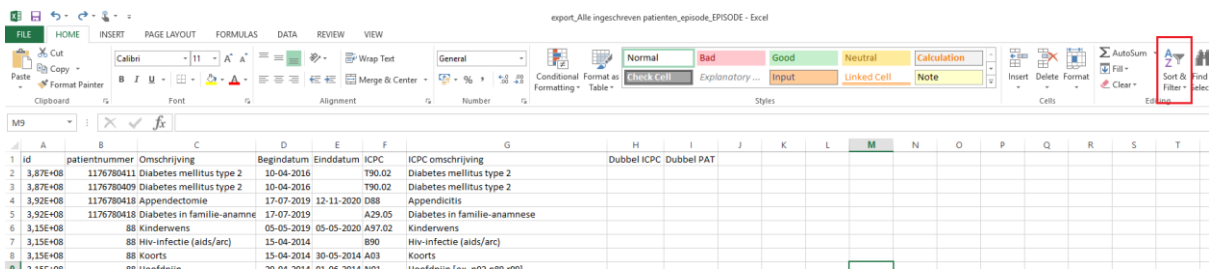 export_Alle ingeschreven patienten_episode_EPISODE - Excel
FILE HOME INSERT PAGE LAYOUT FORMULAS DATA REVIEW VIEW
Cut
Copy
Format Painter
Paste
Clipboard
Calibri 11 A A
B I U A
Font
Wrap Text
Merge & Center
Alignment
General
% ,
Number
Conditional Formatting
Format as Table
Normal Bad Good Neutral Calculation
Check Cell Explanatory ... Input Linked Cell Note
Styles
Insert Delete Format
Cells
AutoSum
Fill
Clear
Sort & Filter
Find
Editing
M9 fx
A B C D E F G H I J K L M N O P Q R S T
1 id patientnummer Omschrijving Begindatum Einddatum ICPC ICPC omschrijving Dubbel ICPC Dubbel PAT
2 3,87E+08 1176780411 Diabetes mellitus type 2 10-04-2016 T90.02 Diabetes mellitus type 2
3 3,87E+08 1176780409 Diabetes mellitus type 2 10-04-2016 T90.02 Diabetes mellitus type 2
4 3,92E+08 1176780418 Appendectomie 17-07-2019 12-11-2020 D88 Appendicitis
5 3,92E+08 1176780418 Diabetes in familie-anamne 17-07-2019 A29.05 Diabetes in familie-anamnese
6 3,15E+08 88 Kinderwens 05-05-2019 05-05-2020 A97.02 Kinderwens
7 3,15E+08 88 Hiv-infectie (aids/arc) 15-04-2014 B90 Hiv-infectie (aids/arc)
8 3,15E+08 88 Koorts 15-04-2014 30-05-2014 A03 Koorts